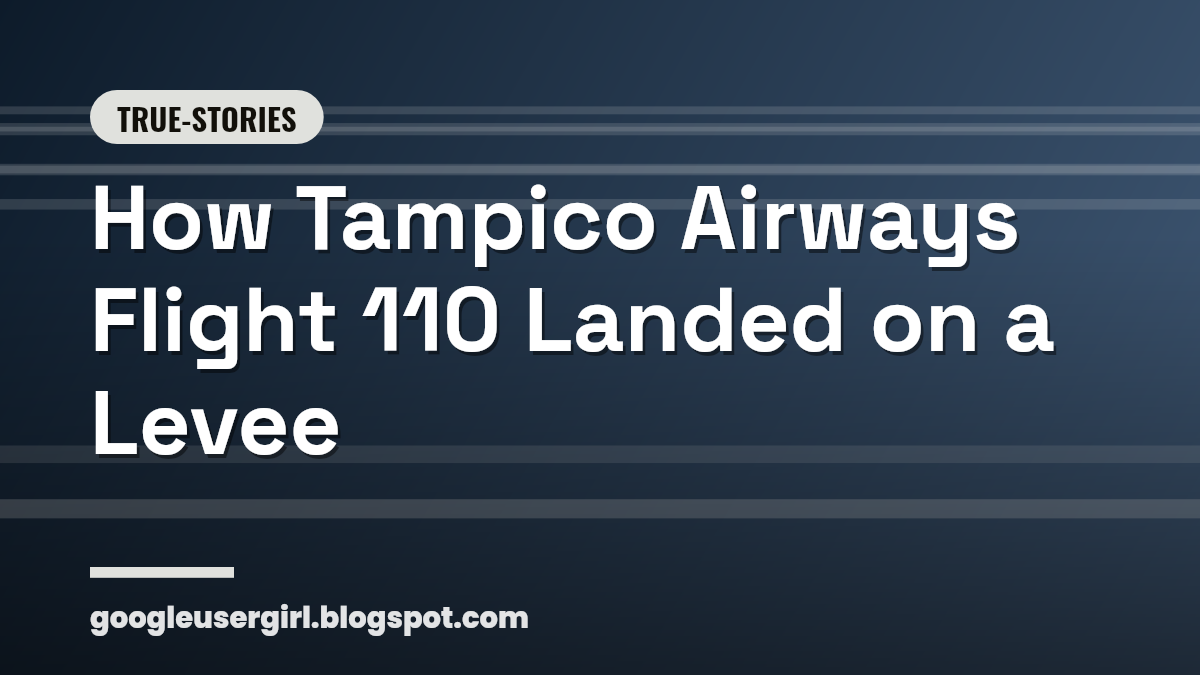 TRUE-STORIES
How Tampico Airways
Flight 110 Landed on a
Levee
googleusergirl.blogspot.com